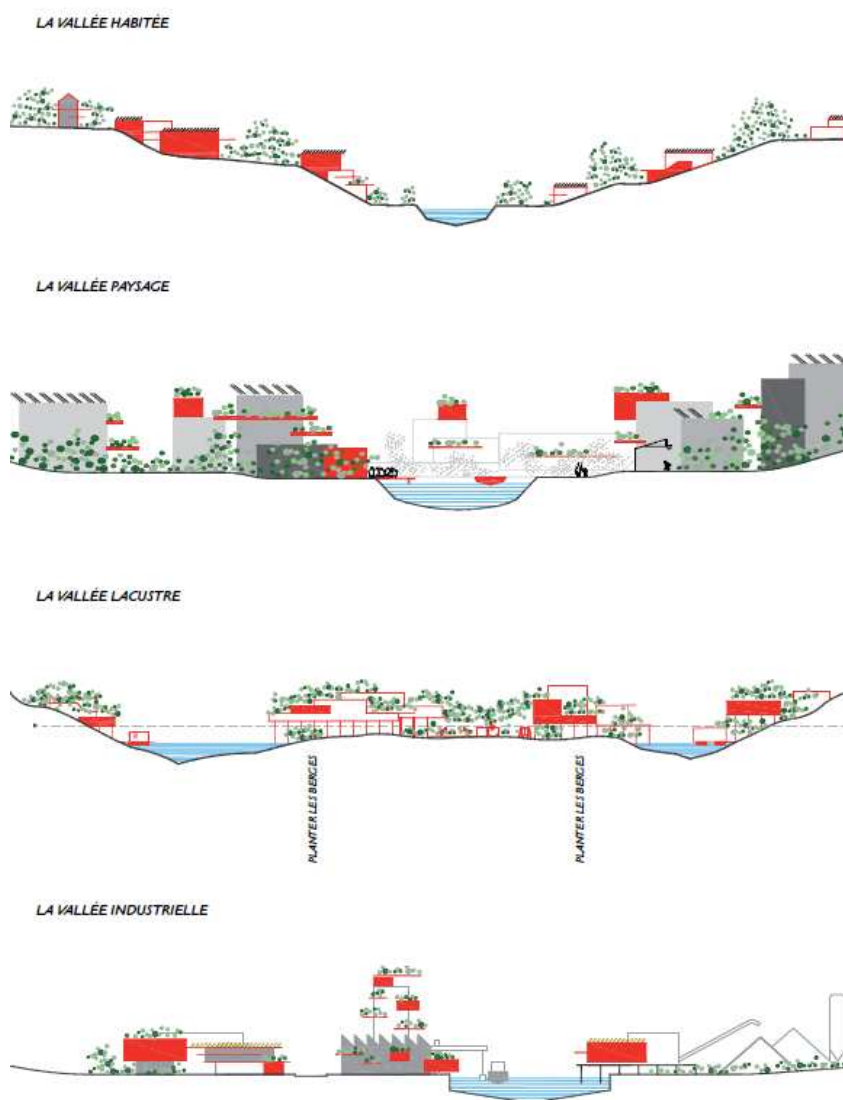 LA VALLÉE HABITÉE
LA VALLÉE PAYSAGE
LA VALLÉE LACUSTRE
PLANTER LES BERGES
PLANTER LES BERGES
LA VALLÉE INDUSTRIELLE